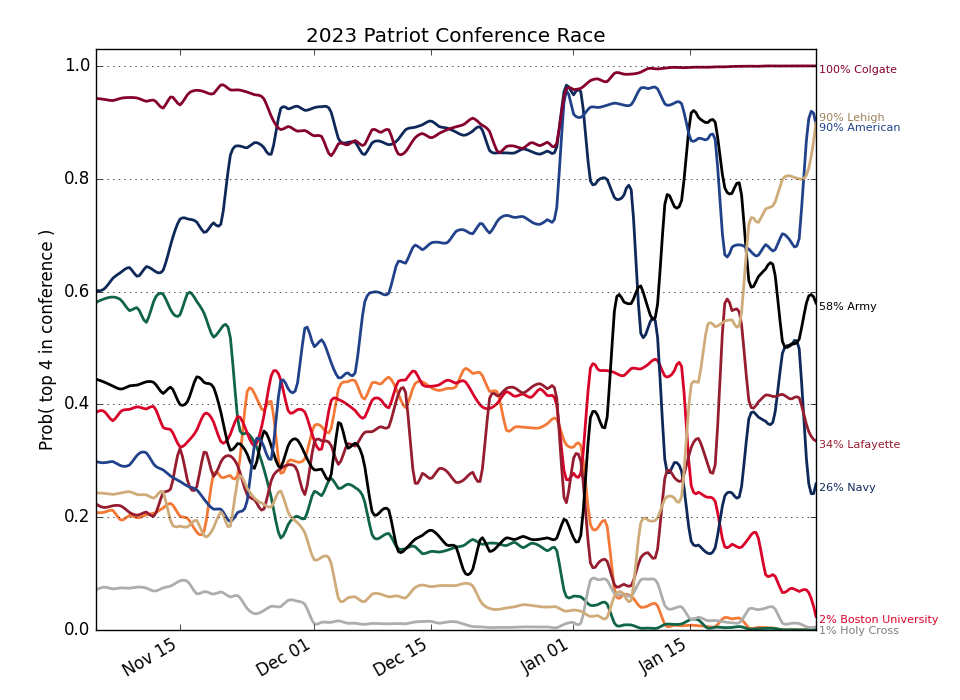 2023 Patriot Conference Race
Prob( top 4 in conference )
1.0
0.8
0.6
0.4
0.2
0.0
Nov 15
Dec 01
Dec 15
Jan 01
Jan 15
100% Colgate
90% Lehigh
90% American
58% Army
34% Lafayette
26% Navy
2% Boston University
1% Holy Cross